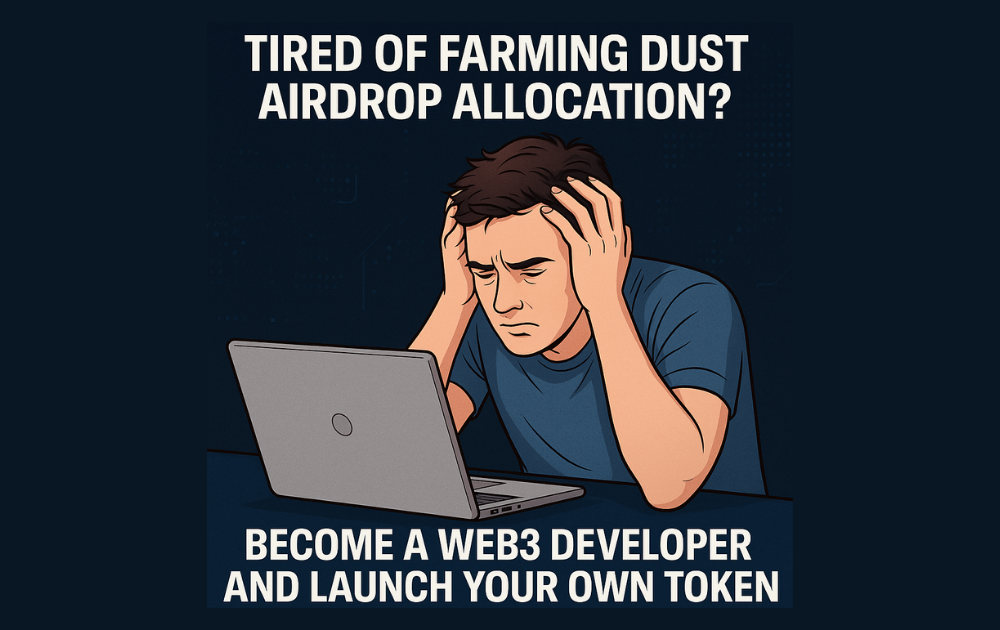 TIRED OF FARMING DUST
AIRDROP ALLOCATION?
BECOME A WEB3 DEVELOPER
AND LAUNCH YOUR OWN TOKEN